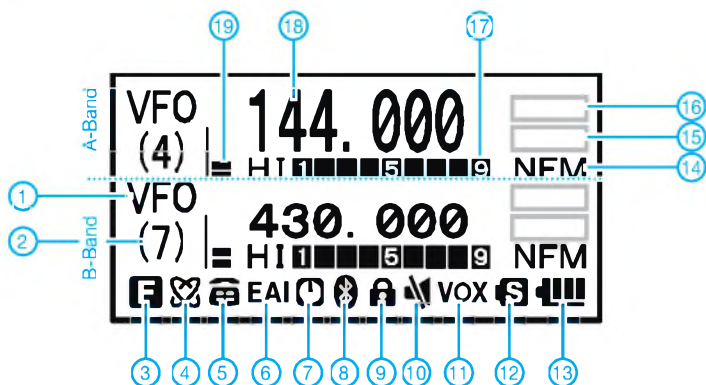 19 18 17
A-Band
VFO 144.000
16
15
(4) HI 1 5 9 NFM 14
B-Band
1 VFO 430.000
2 (7) HI 1 5 9 NFM
F EAI VOX S
3 4 5 6 7 8 9 10 11 12 13